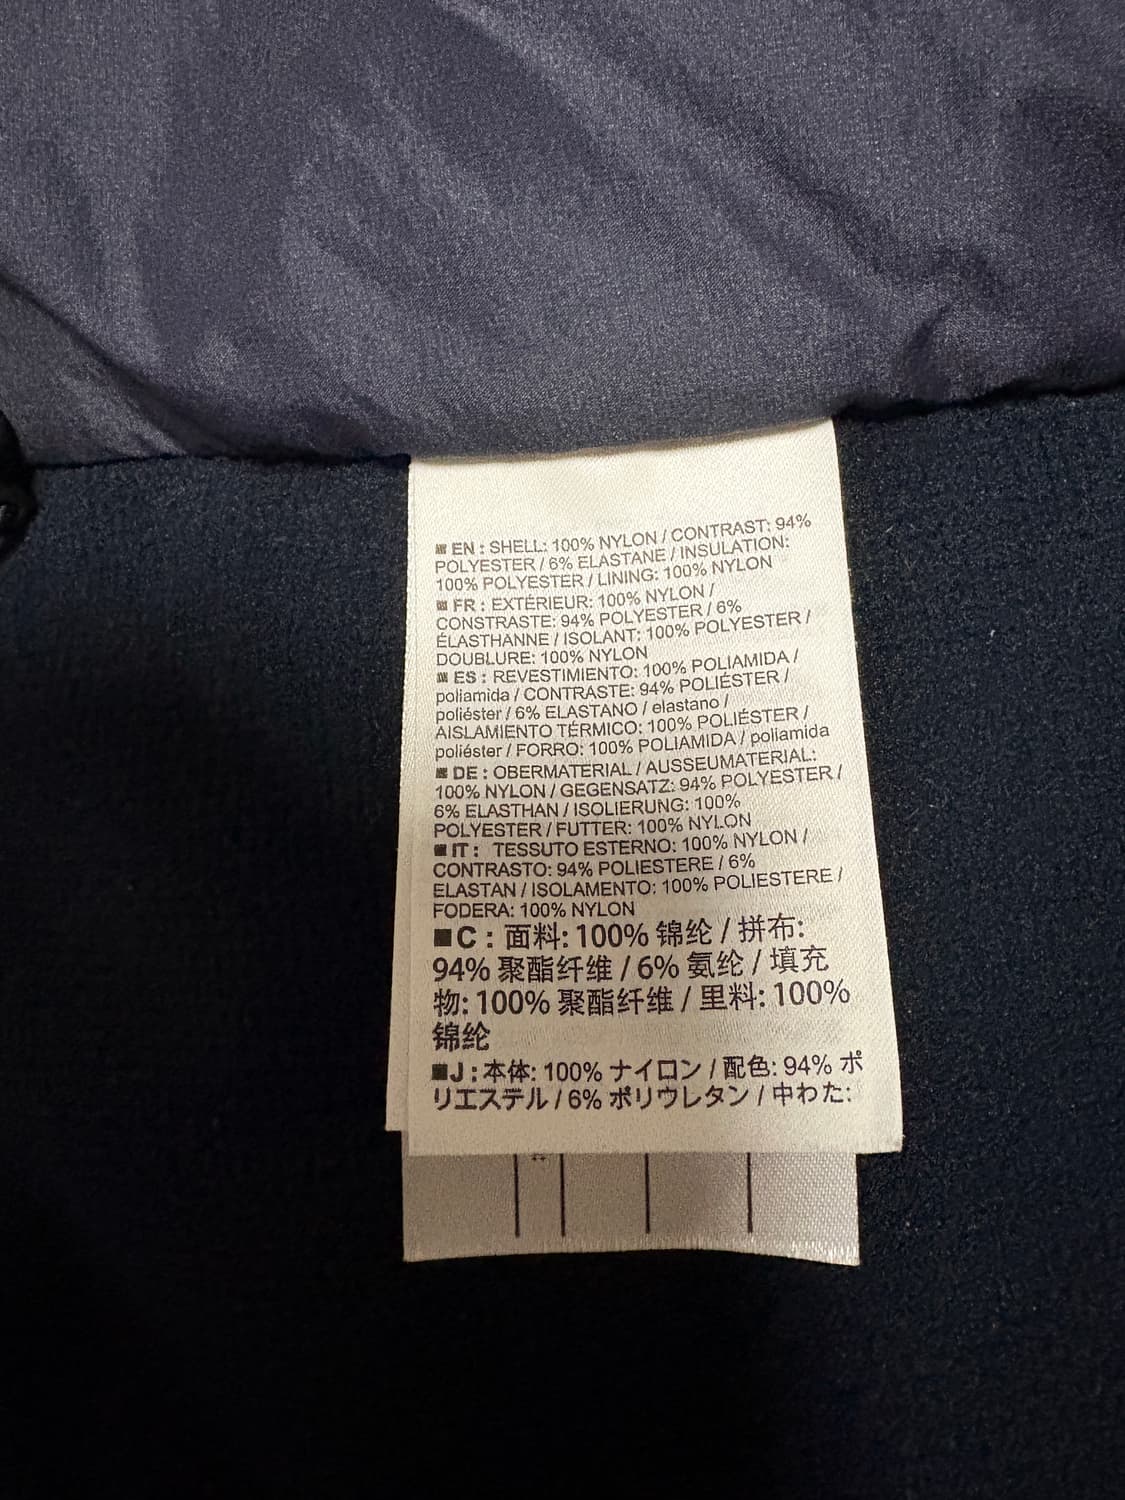 ■ EN : SHELL: 100% NYLON / CONTRAST: 94%
POLYESTER / 6% ELASTANE / INSULATION:
100% POLYESTER / LINING: 100% NYLON
■ FR : EXTÉRIEUR: 100% NYLON /
CONSTRASTE: 94% POLYESTER / 6%
ÉLASTHANNE / ISOLANT: 100% POLYESTER /
DOUBLURE: 100% NYLON
■ ES : REVESTIMIENTO: 100% POLIAMIDA /
poliamida / CONTRASTE: 94% POLIÉSTER /
poliéster / 6% ELASTANO / elastano /
AISLAMIENTO TÉRMICO: 100% POLIÉSTER /
poliéster / FORRO: 100% POLIAMIDA / poliamida
■ DE : OBERMATERIAL / AUSSEUMATERIAL:
100% NYLON / GEGENSATZ: 94% POLYESTER /
6% ELASTHAN / ISOLIERUNG: 100%
POLYESTER / FUTTER: 100% NYLON
■ IT : TESSUTO ESTERNO: 100% NYLON /
CONTRASTO: 94% POLIESTERE / 6%
ELASTAN / ISOLAMENTO: 100% POLIESTERE /
FODERA: 100% NYLON
■C : 面料: 100% 锦纶 / 拼布:
94% 聚酯纤维 / 6% 氨纶 / 填充
物: 100% 聚酯纤维 / 里料: 100%
锦纶
■J : 本体: 100% ナイロン / 配色: 94% ポ
リエステル / 6% ポリウレタン / 中わた: